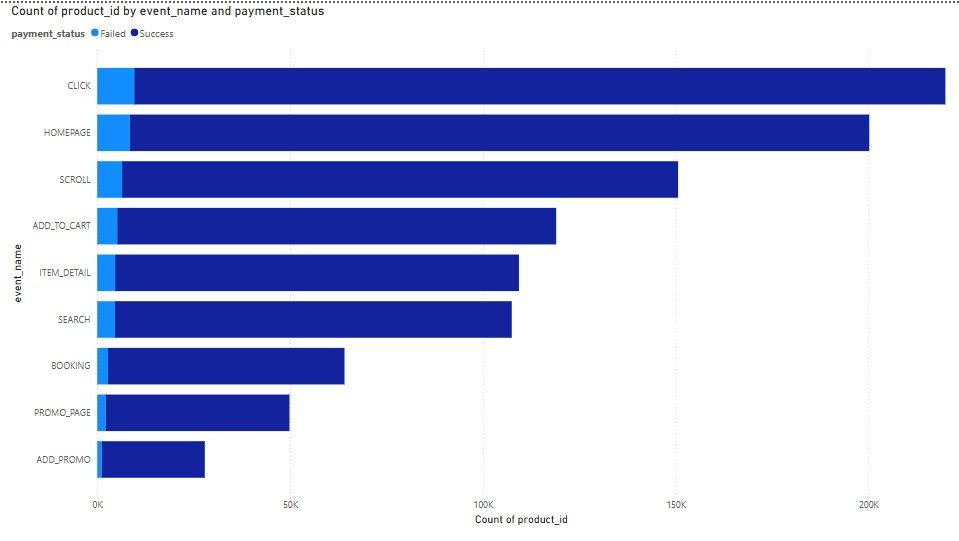 Count of product_id by event_name and payment_status
payment_status Failed Success
CLICK
HOMEPAGE
SCROLL
ADD_TO_CART
ITEM_DETAIL
SEARCH
BOOKING
PROMO_PAGE
ADD_PROMO
event_name
0K 50K 100K 150K 200K
Count of product_id